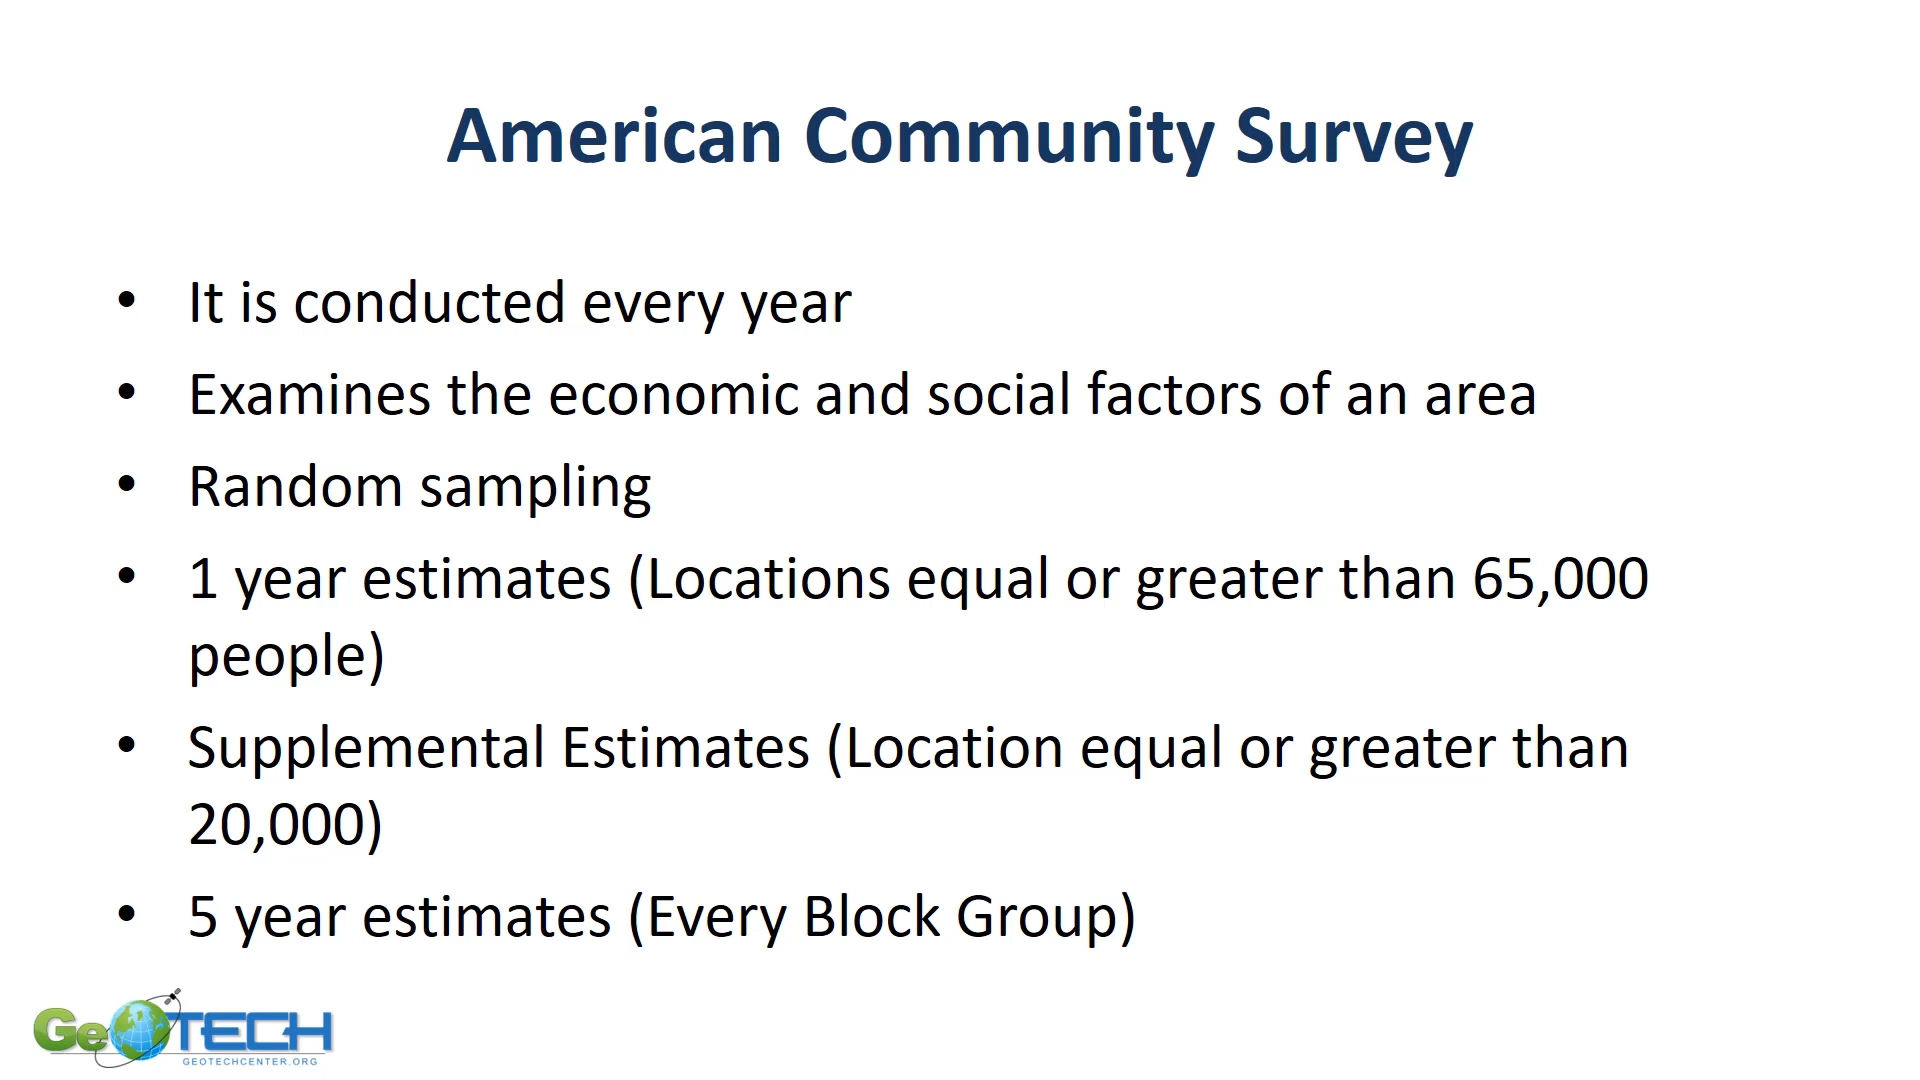 American Community Survey
• It is conducted every year
• Examines the economic and social factors of an area
• Random sampling
• 1 year estimates (Locations equal or greater than 65,000
people)
• Supplemental Estimates (Location equal or greater than
20,000)
• 5 year estimates (Every Block Group)
GeoTECH
GEOTECHCENTER.ORG